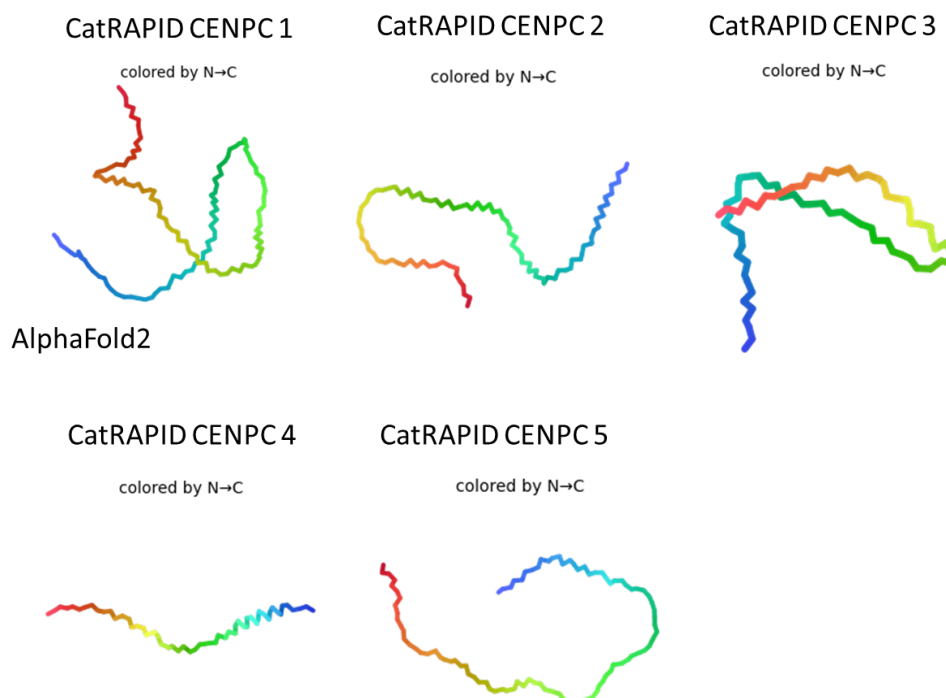 CatRAPID CENPC 1
CatRAPID CENPC 2
CatRAPID CENPC 3
colored by N→C
colored by N→C
colored by N→C
AlphaFold2
CatRAPID CENPC 4
CatRAPID CENPC 5
colored by N→C
colored by N→C